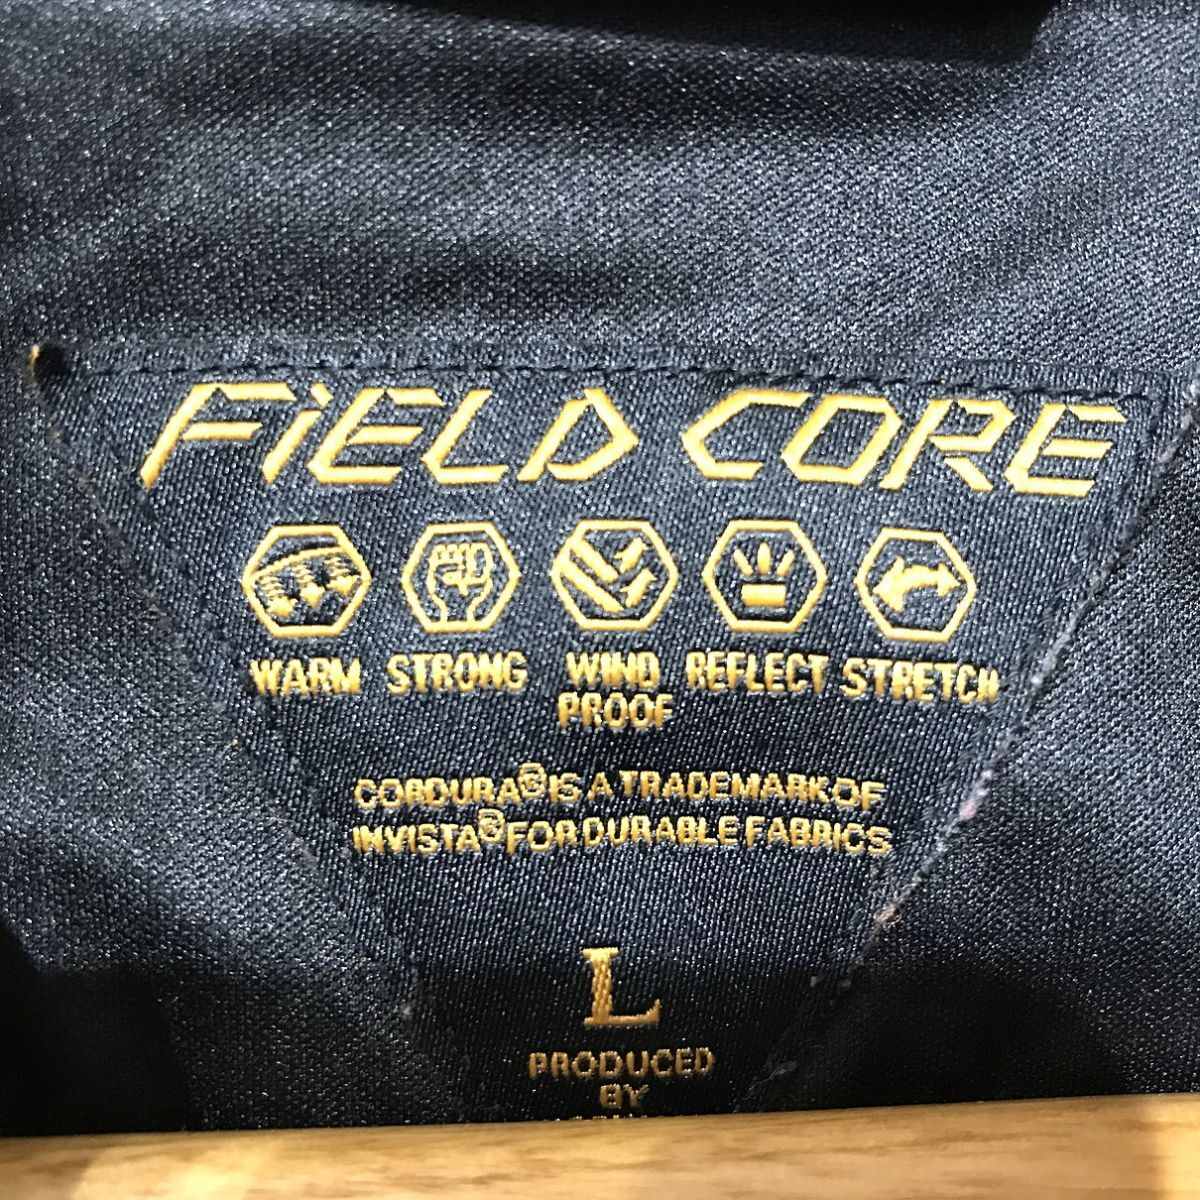 FiELD CORE
WARM STRONG WIND PROOF REFLECT STRETCH
CORDURA® IS A TRADEMARK OF
INVISTA® FOR DURABLE FABRICS
L
PRODUCED
BY